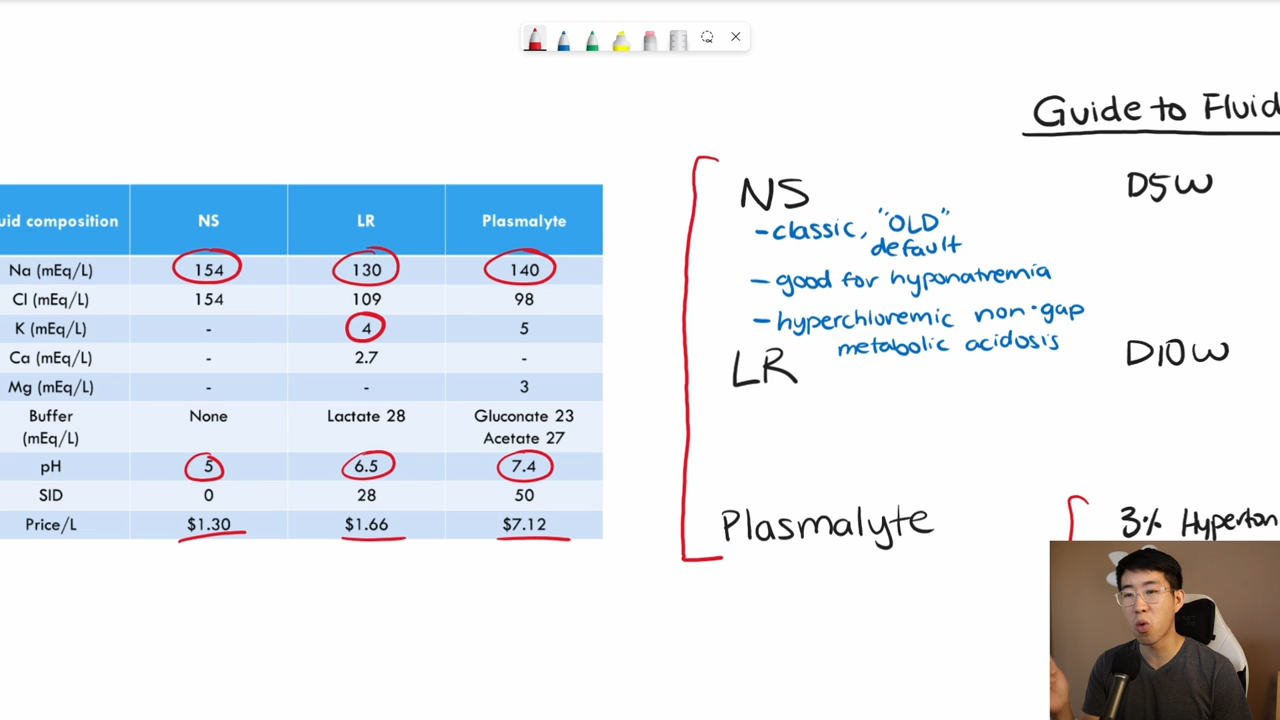 Guide to Fluid
uid composition NS LR Plasmalyte
Na (mEq/L) 154 130 140
Cl (mEq/L) 154 109 98
K (mEq/L) - 4 5
Ca (mEq/L) - 2.7 -
Mg (mEq/L) - - 3
Buffer (mEq/L) None Lactate 28 Gluconate 23 Acetate 27
pH 5 6.5 7.4
SID 0 28 50
Price/L $1.30 $1.66 $7.12
NS
-classic, "OLD"
default
-good for hyponatremia
-hyperchloremic non-gap
metabolic acidosis
LR
Plasmalyte
D5W
D10W
3% Hyperton